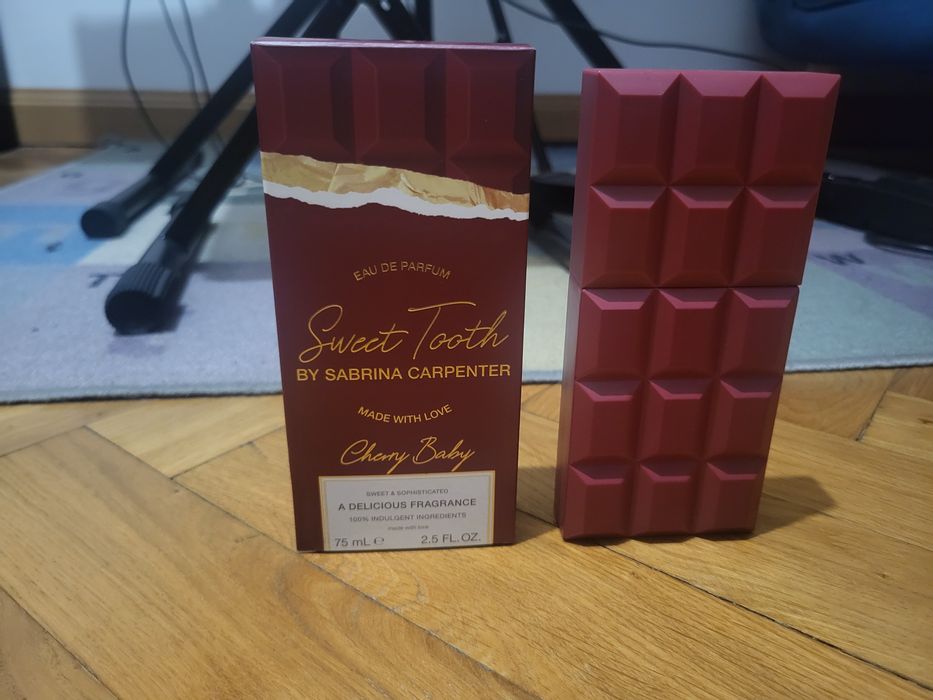 EAU DE PARFUM
Sweet Tooth
BY SABRINA CARPENTER
MADE WITH LOVE
Cherry Baby
SWEET & SOPHISTICATED
A DELICIOUS FRAGRANCE
100% INDULGENT INGREDIENTS
made with love
75 mL ℮ 2.5 FL. OZ.